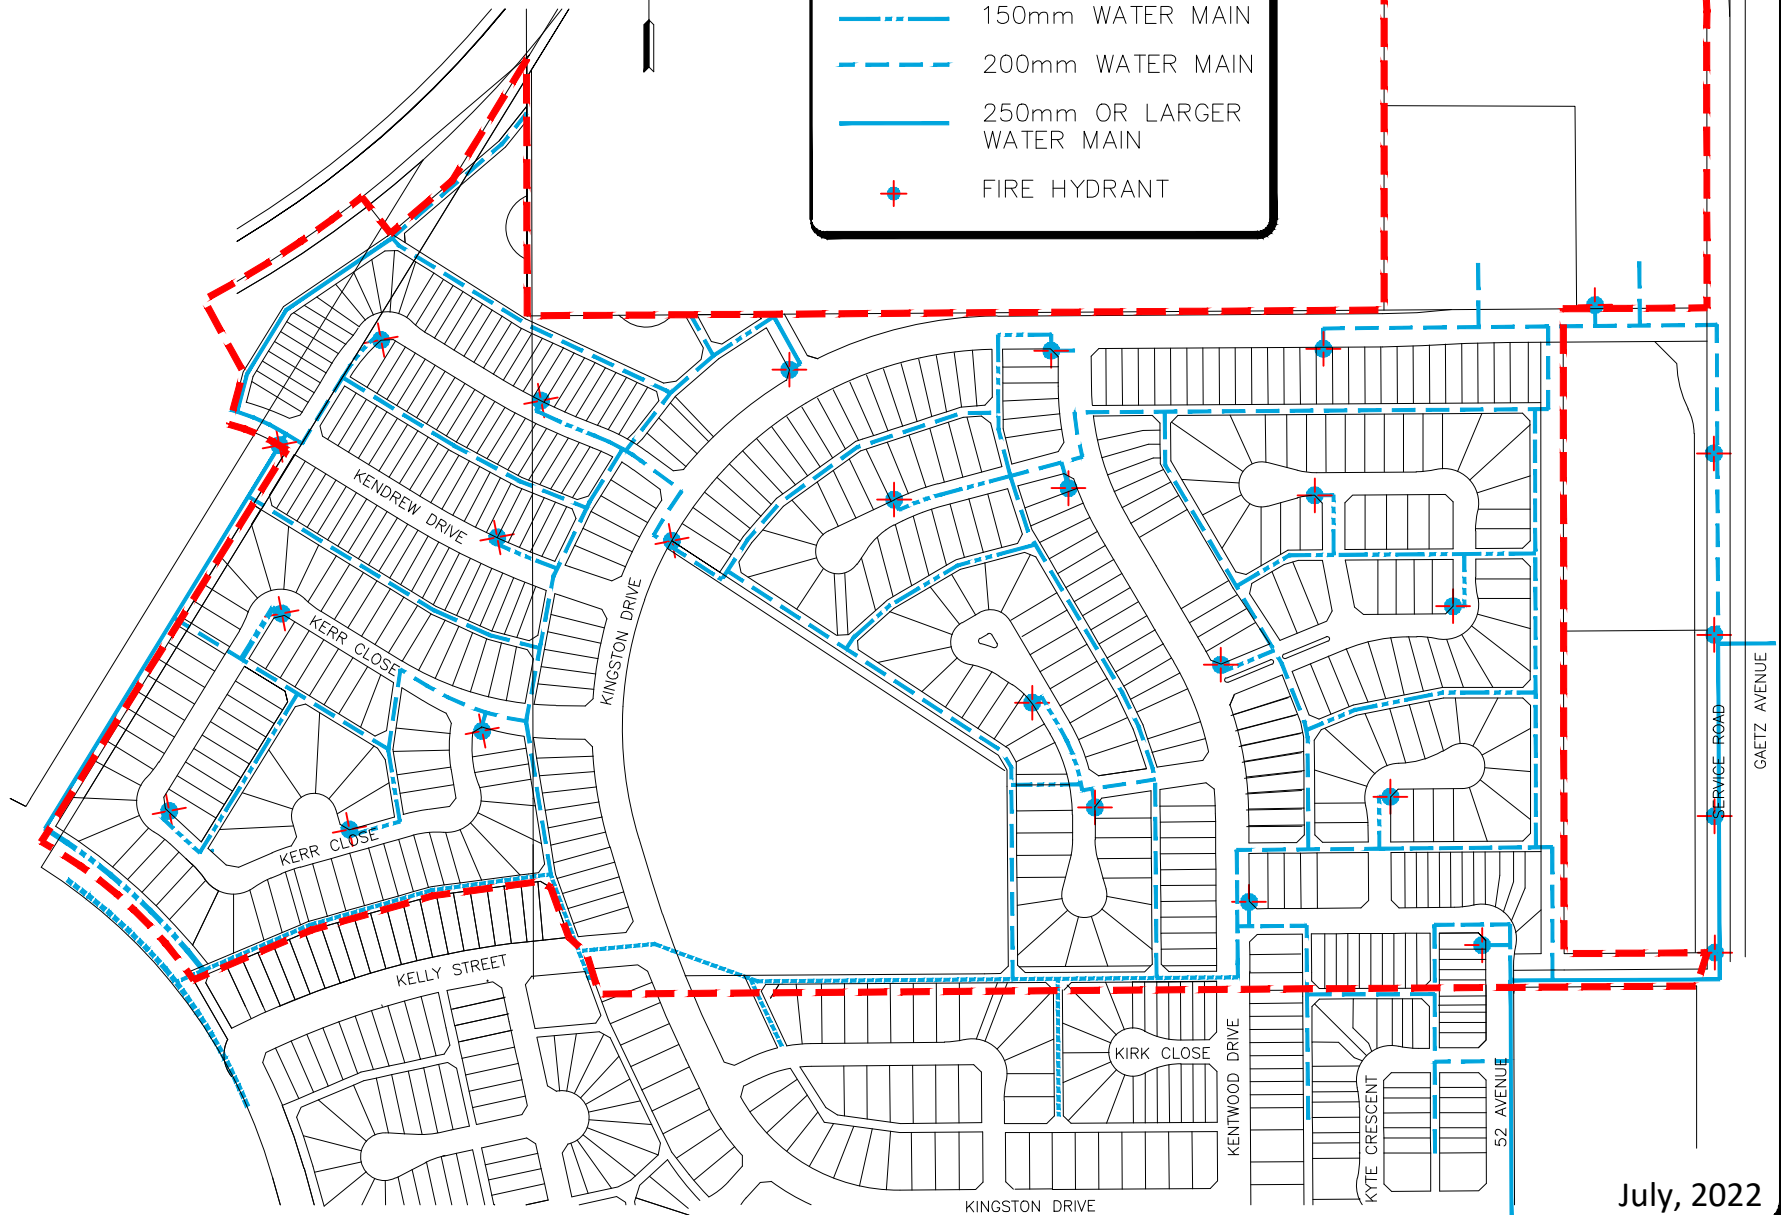 150mm WATER MAIN
200mm WATER MAIN
250mm OR LARGER
WATER MAIN
FIRE HYDRANT
KENDREW DRIVE
KERR CLOSE
KINGSTON DRIVE
KERR CLOSE
KELLY STREET
SERVICE ROAD
GAETZ AVENUE
KIRK CLOSE
KENTWOOD DRIVE
KYTE CRESCENT
52 AVENUE
KINGSTON DRIVE
July, 2022